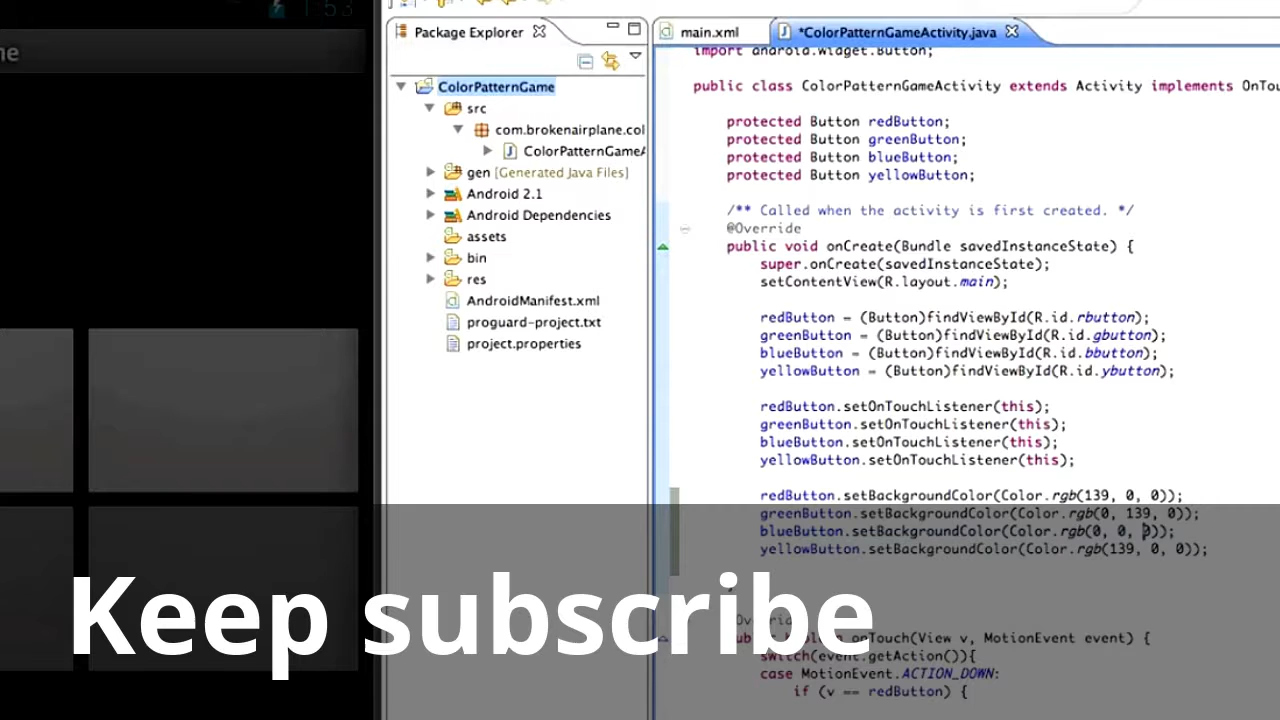 1:53
me
Package Explorer
ColorPatternGame
src
com.brokenairplane.col
ColorPatternGameA
gen [Generated Java Files]
Android 2.1
Android Dependencies
assets
bin
res
AndroidManifest.xml
proguard-project.txt
project.properties
main.xml
*ColorPatternGameActivity.java
import android.widget.Button;
public class ColorPatternGameActivity extends Activity implements OnTou
protected Button redButton;
protected Button greenButton;
protected Button blueButton;
protected Button yellowButton;
/** Called when the activity is first created. */
@Override
public void onCreate(Bundle savedInstanceState) {
super.onCreate(savedInstanceState);
setContentView(R.layout.main);
redButton = (Button)findViewById(R.id.rbutton);
greenButton = (Button)findViewById(R.id.gbutton);
blueButton = (Button)findViewById(R.id.bbutton);
yellowButton = (Button)findViewById(R.id.ybutton);
redButton.setOnTouchListener(this);
greenButton.setOnTouchListener(this);
blueButton.setOnTouchListener(this);
yellowButton.setOnTouchListener(this);
redButton.setBackgroundColor(Color.rgb(139, 0, 0));
greenButton.setBackgroundColor(Color.rgb(0, 139, 0));
blueButton.setBackgroundColor(Color.rgb(0, 0, 0));
yellowButton.setBackgroundColor(Color.rgb(139, 0, 0));
Keep subscribe
onTouch(View v, MotionEvent event) {
switch(event.getAction()){
case MotionEvent.ACTION_DOWN:
if (v == redButton) {